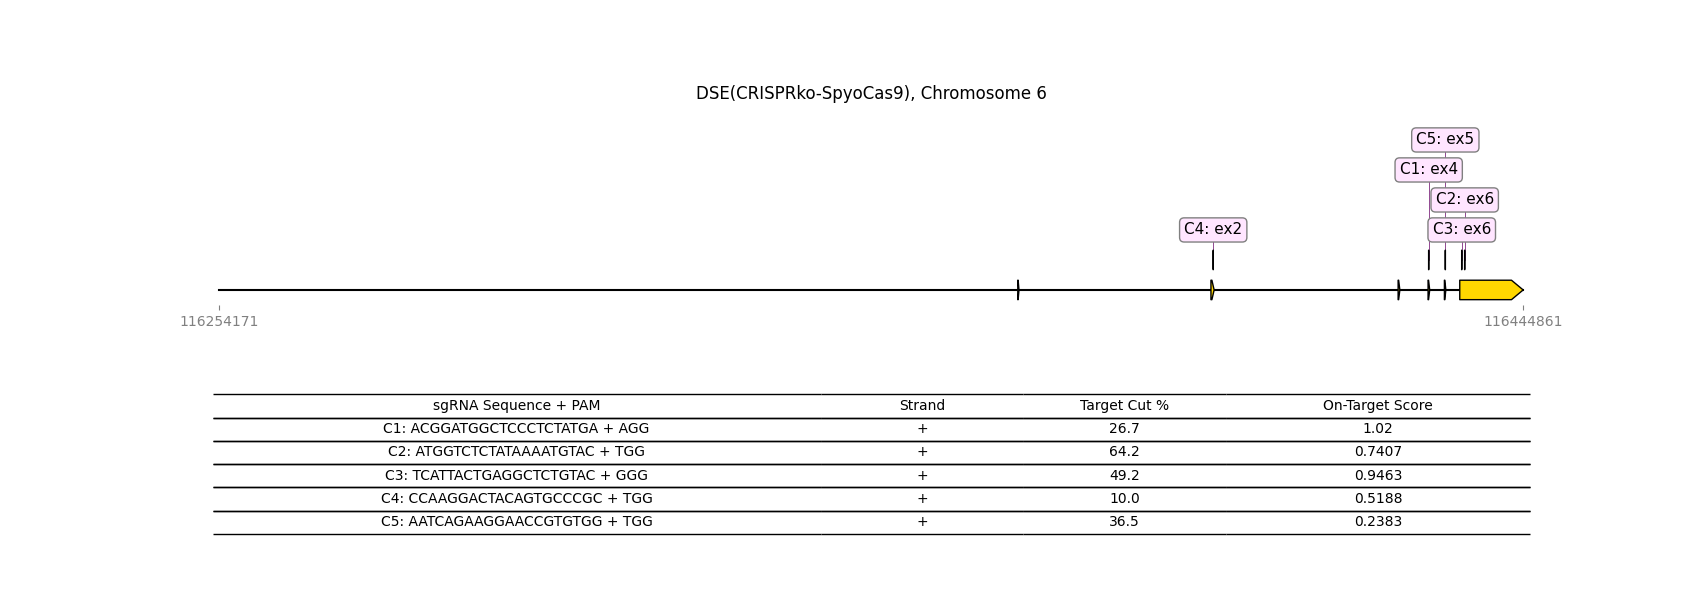 DSE(CRISPRko-SpyoCas9), Chromosome 6
C5: ex5
C1: ex4
C2: ex6
C4: ex2
C3: ex6
116254171
116444861
sgRNA Sequence + PAM Strand Target Cut % On-Target Score
C1: ACGGATGGCTCCCTCTATGA + AGG + 26.7 1.02
C2: ATGGTCTCTATAAAATGTAC + TGG + 64.2 0.7407
C3: TCATTACTGAGGCTCTGTAC + GGG + 49.2 0.9463
C4: CCAAGGACTACAGTGCCCGC + TGG + 10.0 0.5188
C5: AATCAGAAGGAACCGTGTGG + TGG + 36.5 0.2383